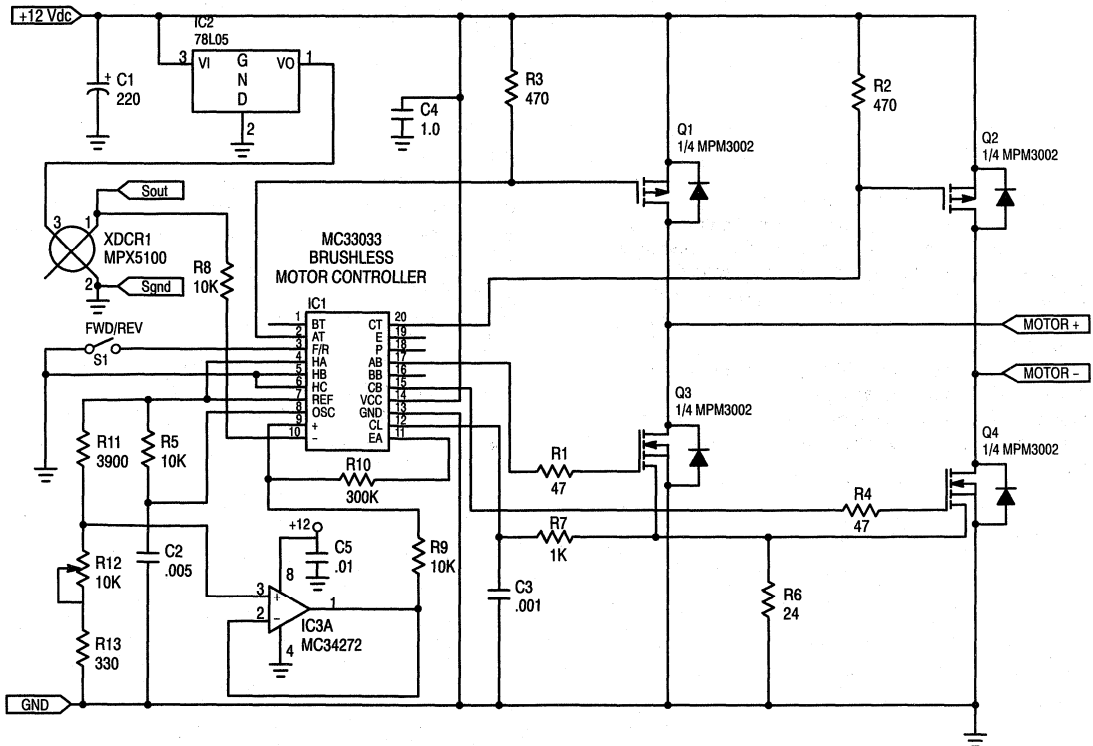 +12 Vdc
IC2
78L05
3 VI G N D VO 1
2
+ C1
220
C4
1.0
R3
470
R2
470
Q1
1/4 MPM3002
Q2
1/4 MPM3002
Sout
3 1
XDCR1
MPX5100
2
Sgnd
R8
10K
MC33033
BRUSHLESS
MOTOR CONTROLLER
IC1
FWD/REV
S1
1 BT CT 20
2 AT E 19
3 F/R P 18
4 HA AB 17
5 HB BB 16
6 HC CB 15
7 REF VCC 14
8 OSC GND 13
9 + CL 12
10 – EA 11
MOTOR +
MOTOR –
Q3
1/4 MPM3002
Q4
1/4 MPM3002
R11
3900
R5
10K
R10
300K
R1
47
R4
47
R7
1K
+12
C5
.01
R9
10K
R12
10K
C2
.005
8
3 +
2 –
1
4
IC3A
MC34272
C3
.001
R6
24
R13
330
GND